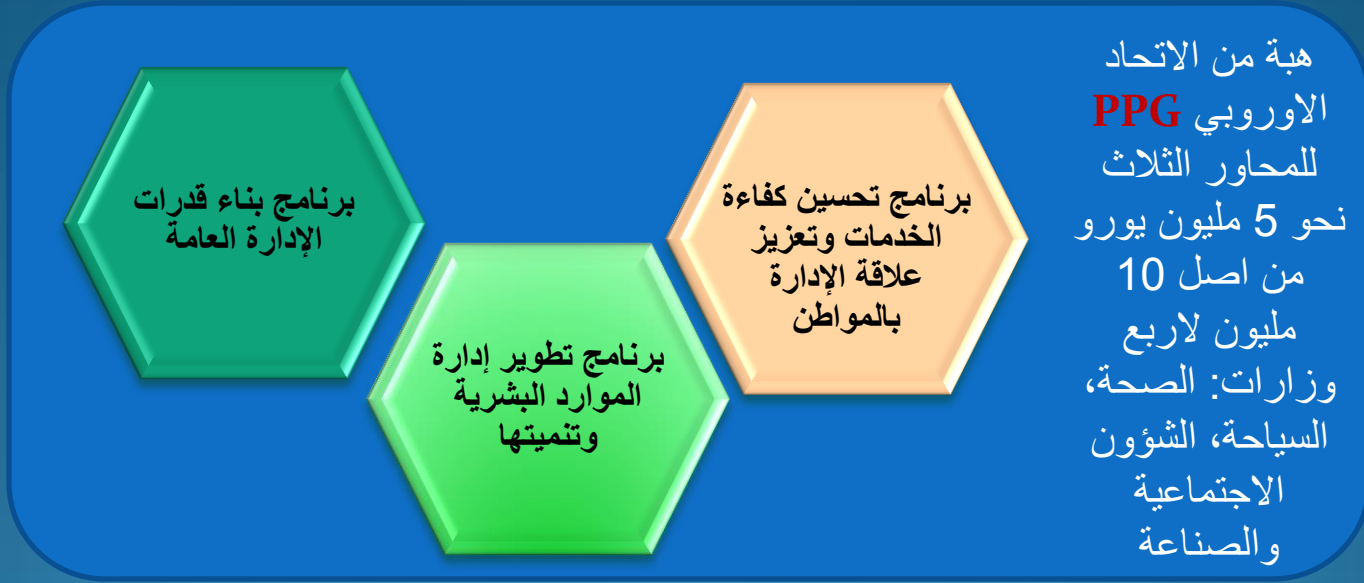 هبة من الاتحاد
الاوروبي PPG
للمحاور الثلاث
نحو 5 مليون يورو
من اصل 10
مليون لاربع
وزارات: الصحة،
السياحة، الشؤون
الاجتماعية
والصناعة
برنامج تحسين كفاءة
الخدمات وتعزيز
علاقة الإدارة
بالمواطن
برنامج تطوير إدارة
الموارد البشرية
وتنميتها
برنامج بناء قدرات
الإدارة العامة